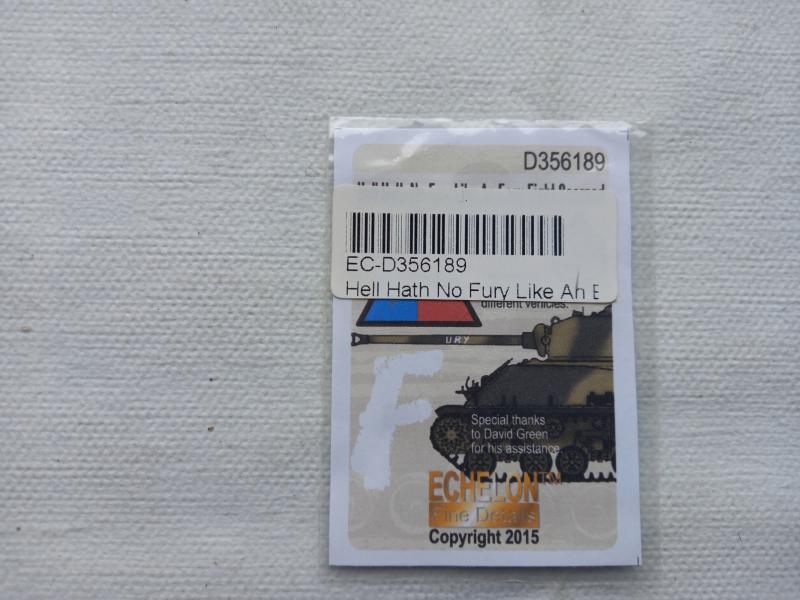 D356189
EC-D356189
Hell Hath No Fury Like An E
different vehicles.
URY
F
Special thanks
to David Green
for his assistance
ECHELON™
Fine Details
Copyright 2015